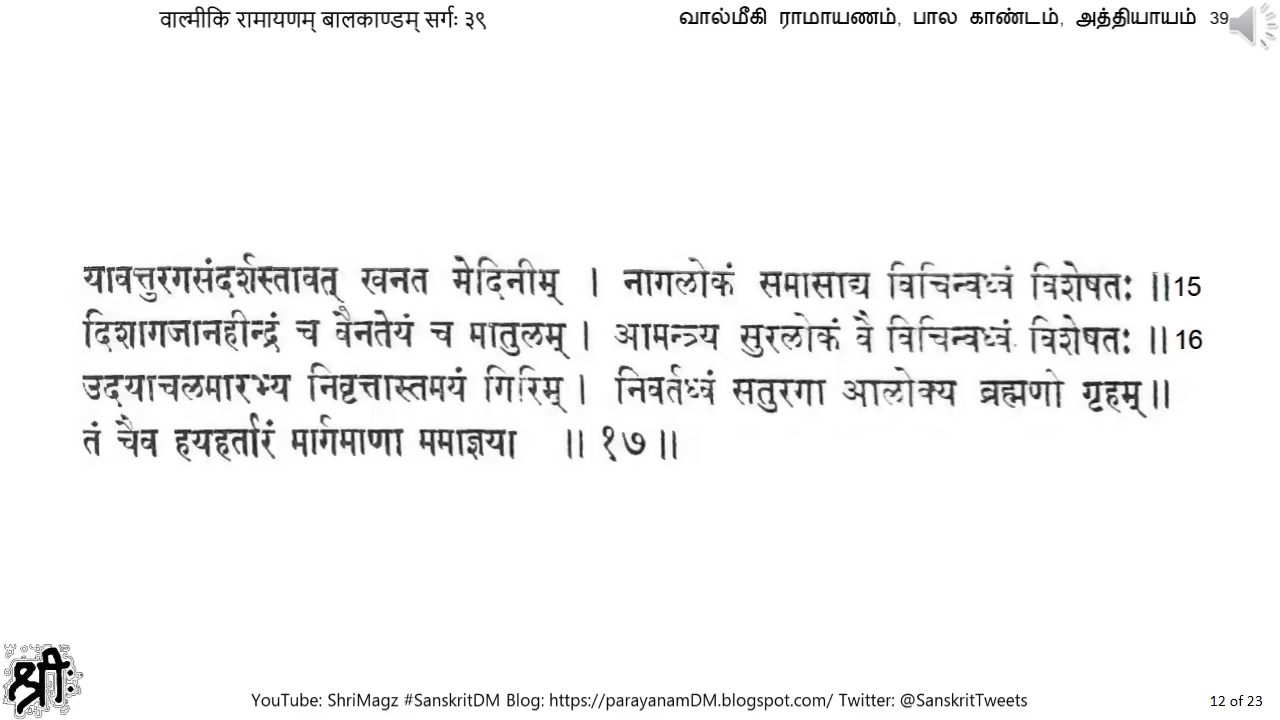 वाल्मीकि रामायणम् बालकाण्डम् सर्गः ३९
வால்மீகி ராமாயணம், பால காண்டம், அத்தியாயம் 39
यावत्तुरगसंदर्शस्तावत् खनत मेदिनीम् । नागलोकं समासाद्य विचिन्वध्वं विशेषतः ॥15
दिशागजानहीन्द्रं च वैनतेयं च मातुलम् । आमन्त्र्य सुरलोकं वै विचिन्वध्वं विशेषतः ॥16
उदयाचलमारभ्य निवृत्तास्तमयं गिरिम् । निवर्तध्वं सतुरगा आलोक्य ब्रह्मणो गृहम् ॥
तं चैव हयहर्तारं मार्गमाणा ममाज्ञया ॥ १७ ॥
श्रीः
YouTube: ShriMagz #SanskritDM Blog: https://parayanamDM.blogspot.com/ Twitter: @SanskritTweets
12 of 23